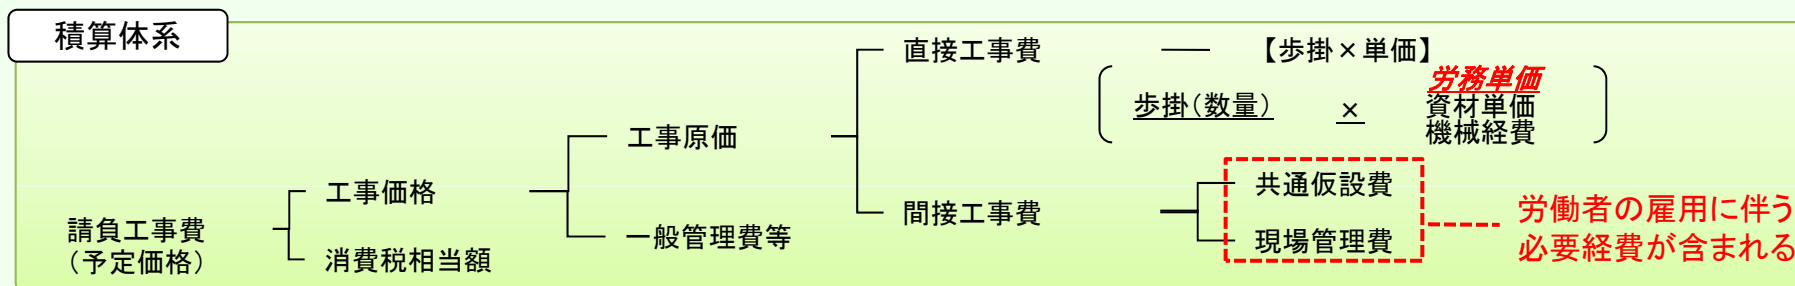 積算体系
直接工事費
【歩掛×単価】
歩掛(数量)
×
労務単価
資材単価
機械経費
工事原価
共通仮設費
工事価格
間接工事費
労働者の雇用に伴う
必要経費が含まれる
請負工事費
(予定価格)
一般管理費等
現場管理費
消費税相当額